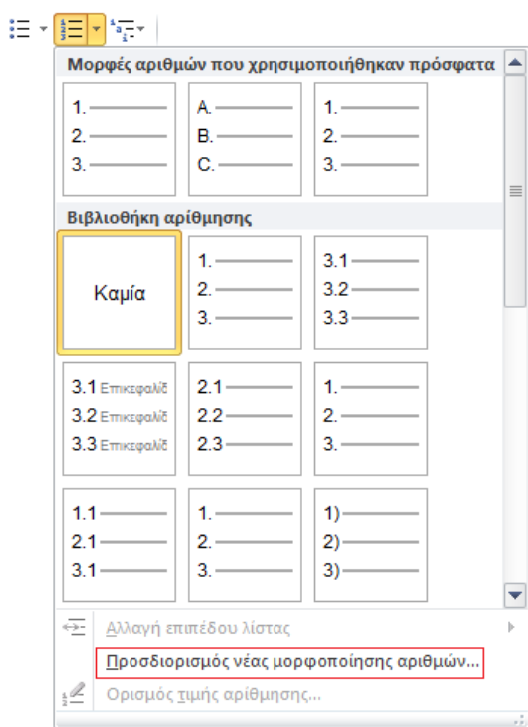 Μορφές αριθμών που χρησιμοποιήθηκαν πρόσφατα
1. A. 1.
2. B. 2.
3. C. 3.
Βιβλιοθήκη αρίθμησης
Καμία
1. 3.1
2. 3.2
3. 3.3
3.1 Επικεφαλίδ 2.1 1.
3.2 Επικεφαλίδ 2.2 2.
3.3 Επικεφαλίδ 2.3 3.
1.1 1. 1)
2.1 2. 2)
3.1 3. 3)
Αλλαγή επιπέδου λίστας
Προσδιορισμός νέας μορφοποίησης αριθμών...
Ορισμός τιμής αρίθμησης...